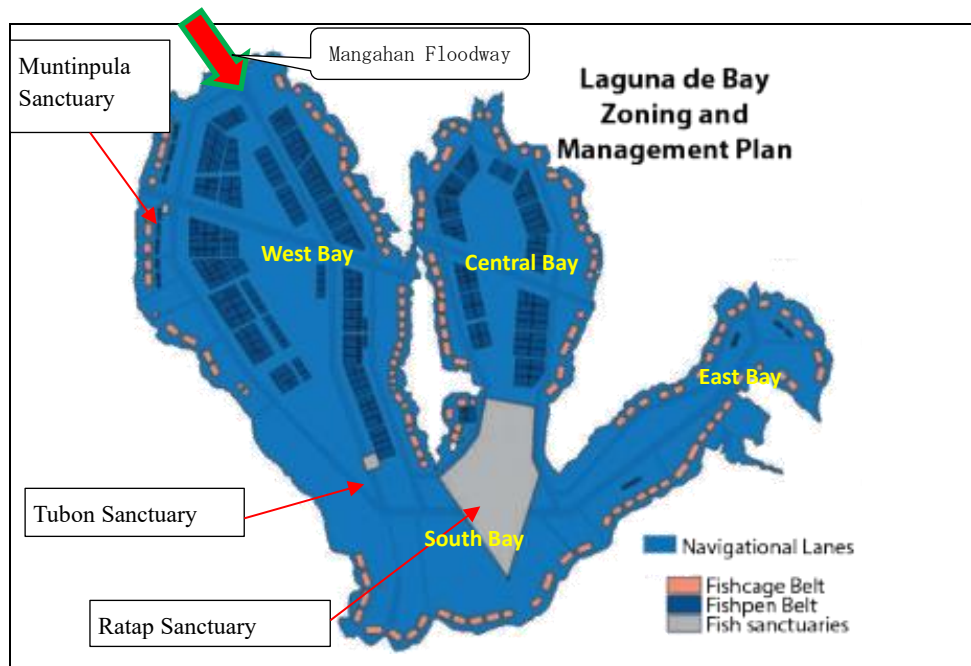 Muntinpula
Sanctuary
Mangahan Floodway
Laguna de Bay
Zoning and
Management Plan
West Bay
Central Bay
East Bay
Tubon Sanctuary
South Bay
Ratap Sanctuary
Navigational Lanes
Fishcage Belt
Fishpen Belt
Fish sanctuaries